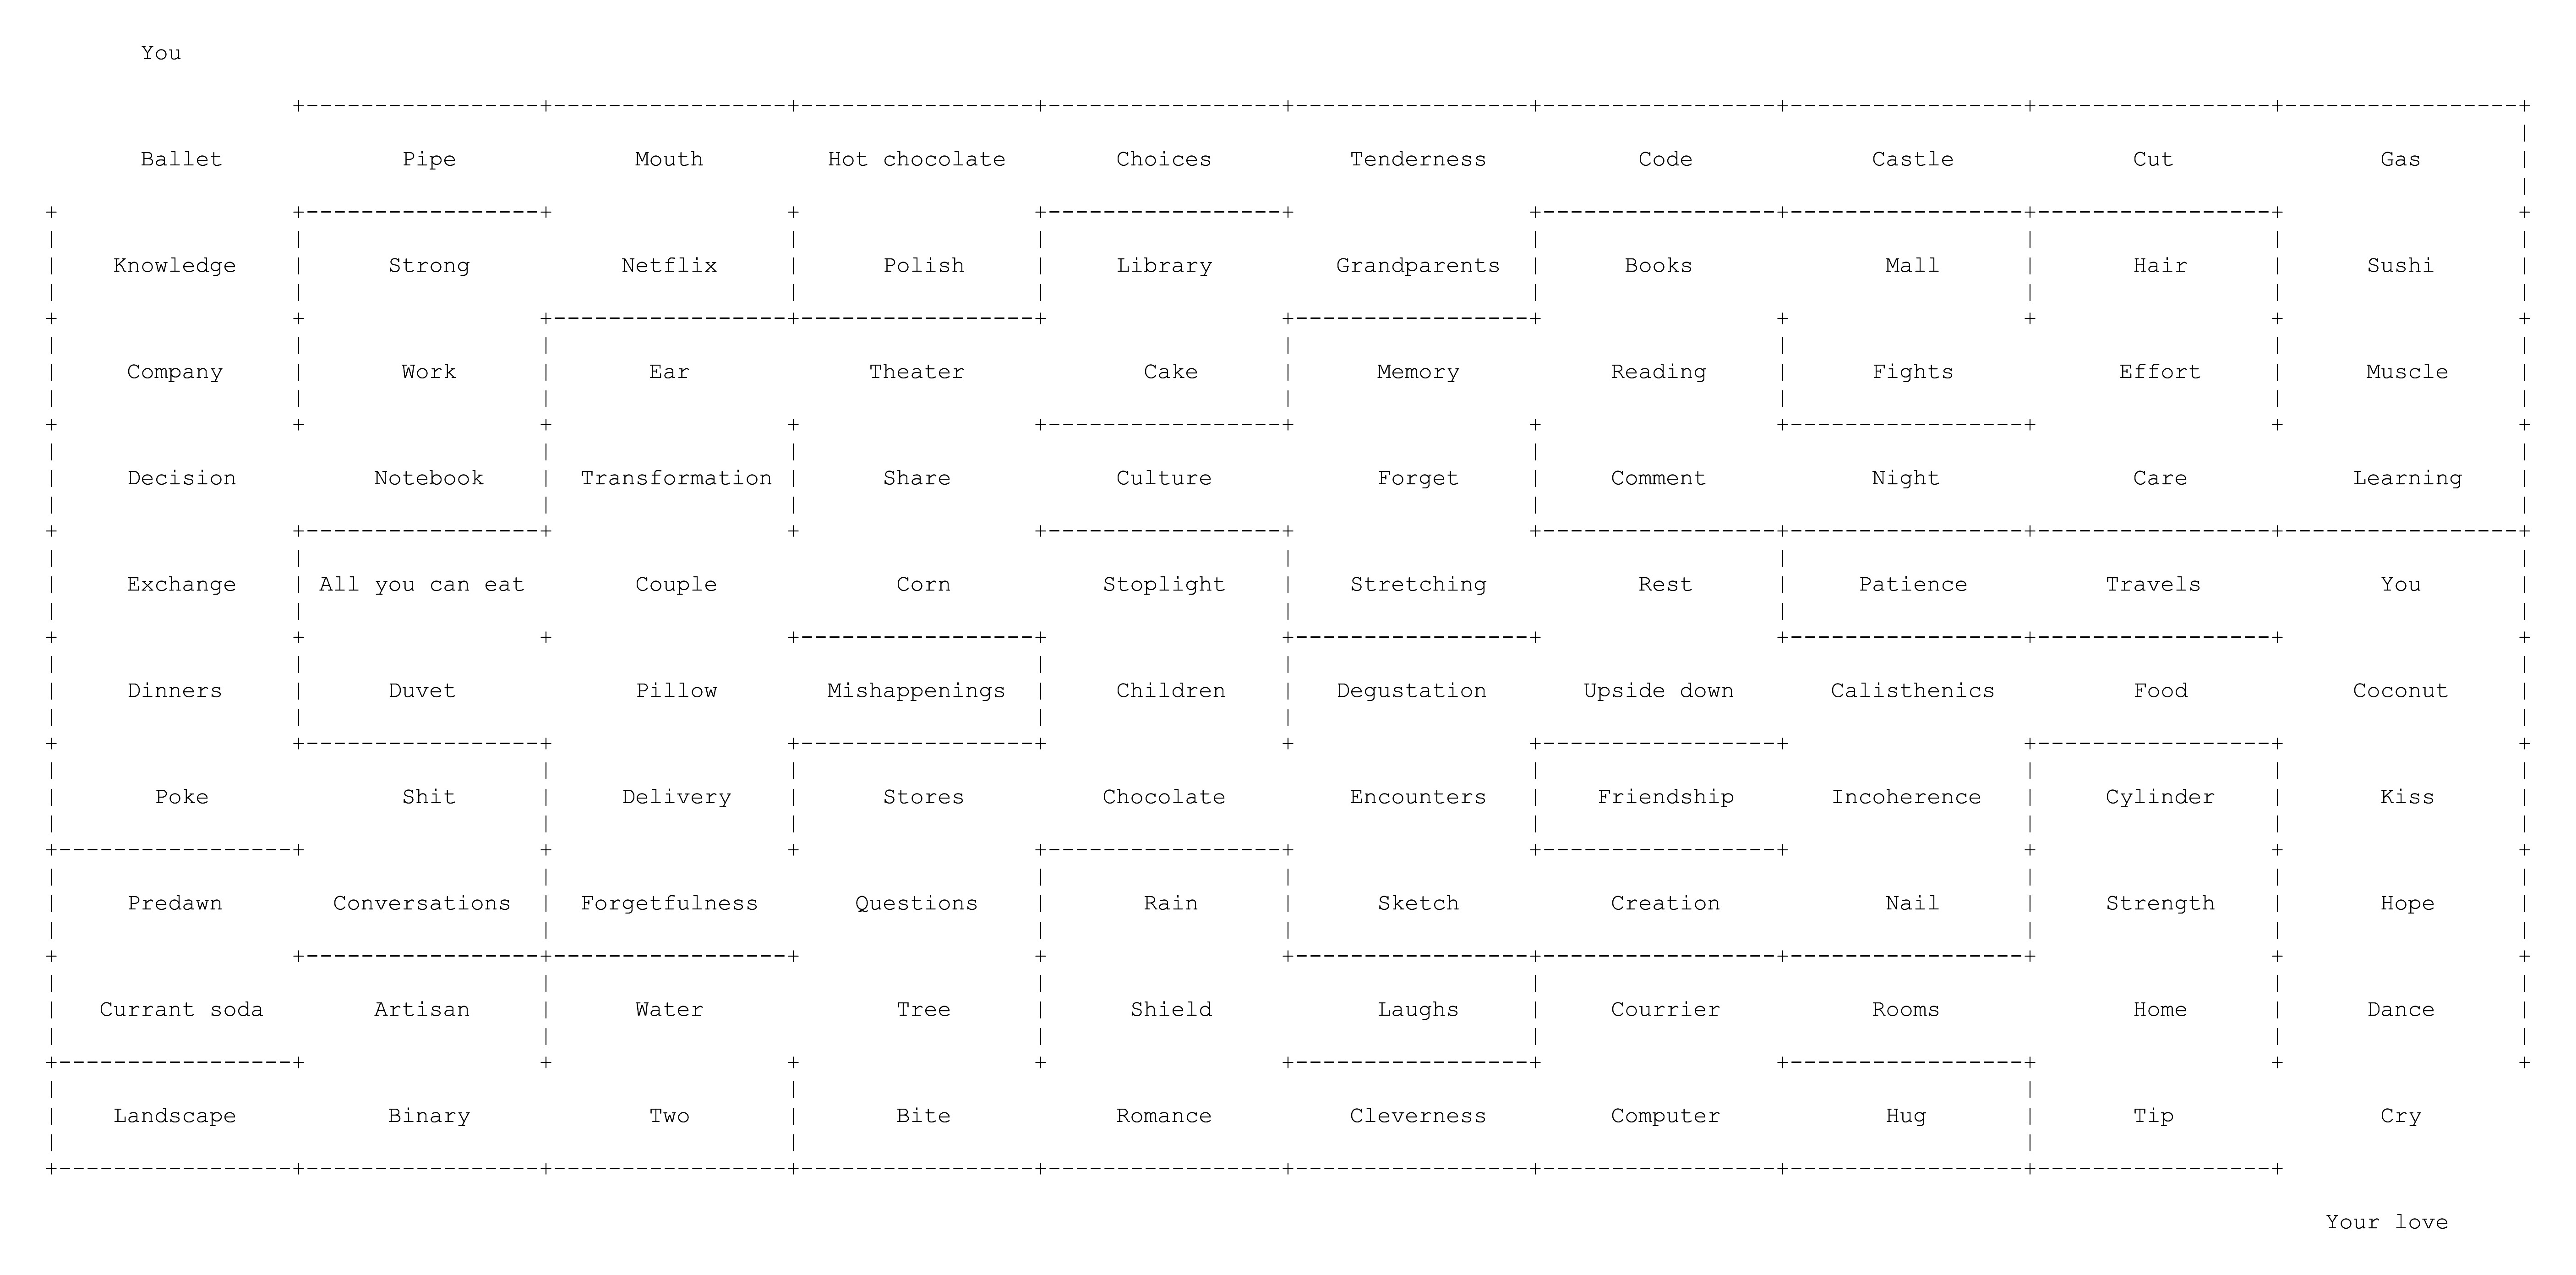 You
Ballet Pipe Mouth Hot chocolate Choices Tenderness Code Castle Cut Gas
Knowledge Strong Netflix Polish Library Grandparents Books Mall Hair Sushi
Company Work Ear Theater Cake Memory Reading Fights Effort Muscle
Decision Notebook Transformation Share Culture Forget Comment Night Care Learning
Exchange All you can eat Couple Corn Stoplight Stretching Rest Patience Travels You
Dinners Duvet Pillow Mishappenings Children Degustation Upside down Calisthenics Food Coconut
Poke Shit Delivery Stores Chocolate Encounters Friendship Incoherence Cylinder Kiss
Predawn Conversations Forgetfulness Questions Rain Sketch Creation Nail Strength Hope
Currant soda Artisan Water Tree Shield Laughs Courrier Rooms Home Dance
Landscape Binary Two Bite Romance Cleverness Computer Hug Tip Cry
Your love